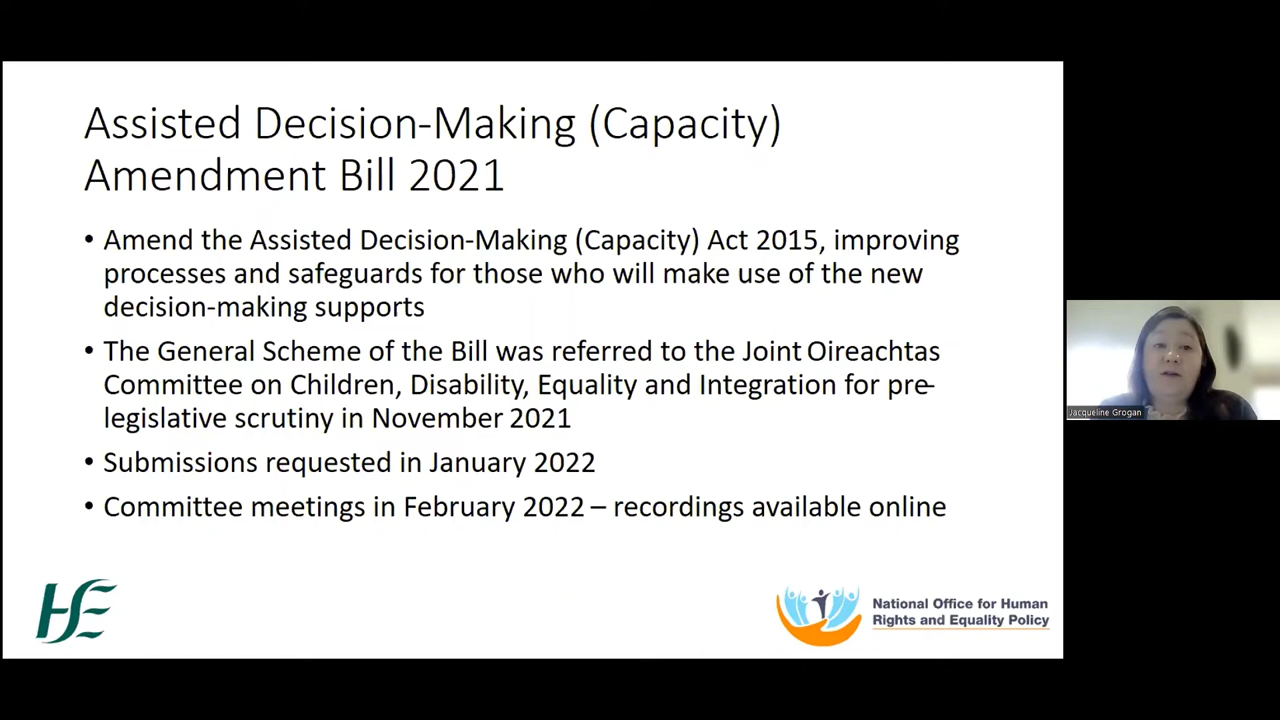 Assisted Decision-Making (Capacity)
Amendment Bill 2021
• Amend the Assisted Decision-Making (Capacity) Act 2015, improving
processes and safeguards for those who will make use of the new
decision-making supports
• The General Scheme of the Bill was referred to the Joint Oireachtas
Committee on Children, Disability, Equality and Integration for pre-
legislative scrutiny in November 2021
• Submissions requested in January 2022
• Committee meetings in February 2022 – recordings available online
Jacqueline Grogan
HSE
National Office for Human
Rights and Equality Policy